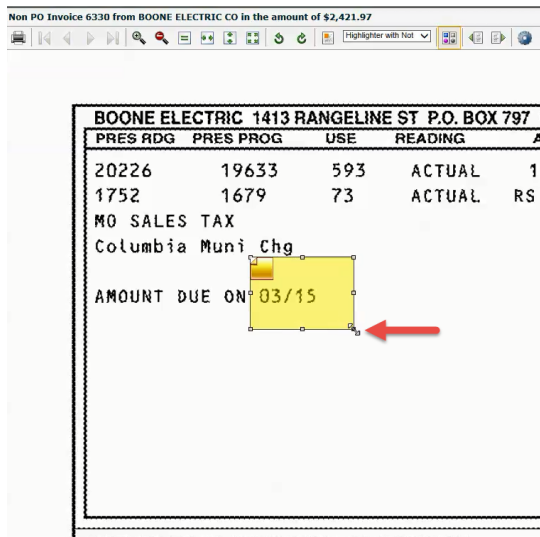 Non PO Invoice 6330 from BOONE ELECTRIC CO in the amount of $2,421.97
Highlighter with Not
BOONE ELECTRIC 1413 RANGELINE ST P.O. BOX 797
PRES RDG PRES PROG USE READING
20226 19633 593 ACTUAL 1
1752 1679 73 ACTUAL RS
MO SALES TAX
Columbia Muni Chg
AMOUNT DUE ON 03/15